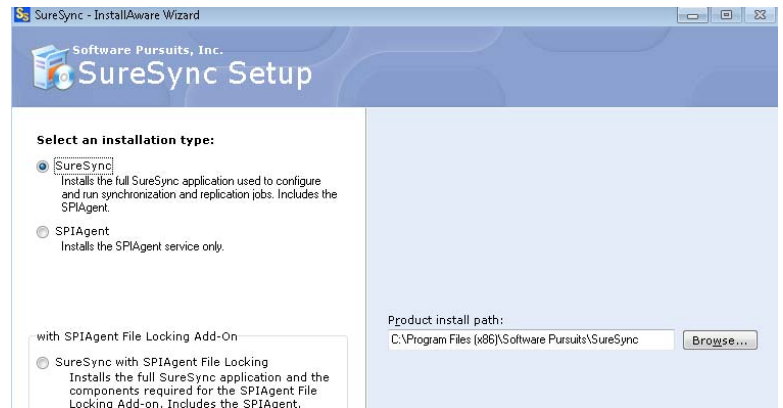 SureSync - InstallAware Wizard
Software Pursuits, Inc.
SureSync Setup
Select an installation type:
SureSync
Installs the full SureSync application used to configure
and run synchronization and replication jobs. Includes the
SPIAgent.
SPIAgent
Installs the SPIAgent service only.
Product install path:
C:\Program Files (x86)\Software Pursuits\SureSync
Browse...
with SPIAgent File Locking Add-On
SureSync with SPIAgent File Locking
Installs the full SureSync application and the
components required for the SPIAgent File
Locking Add-on. Includes the SPIAgent.